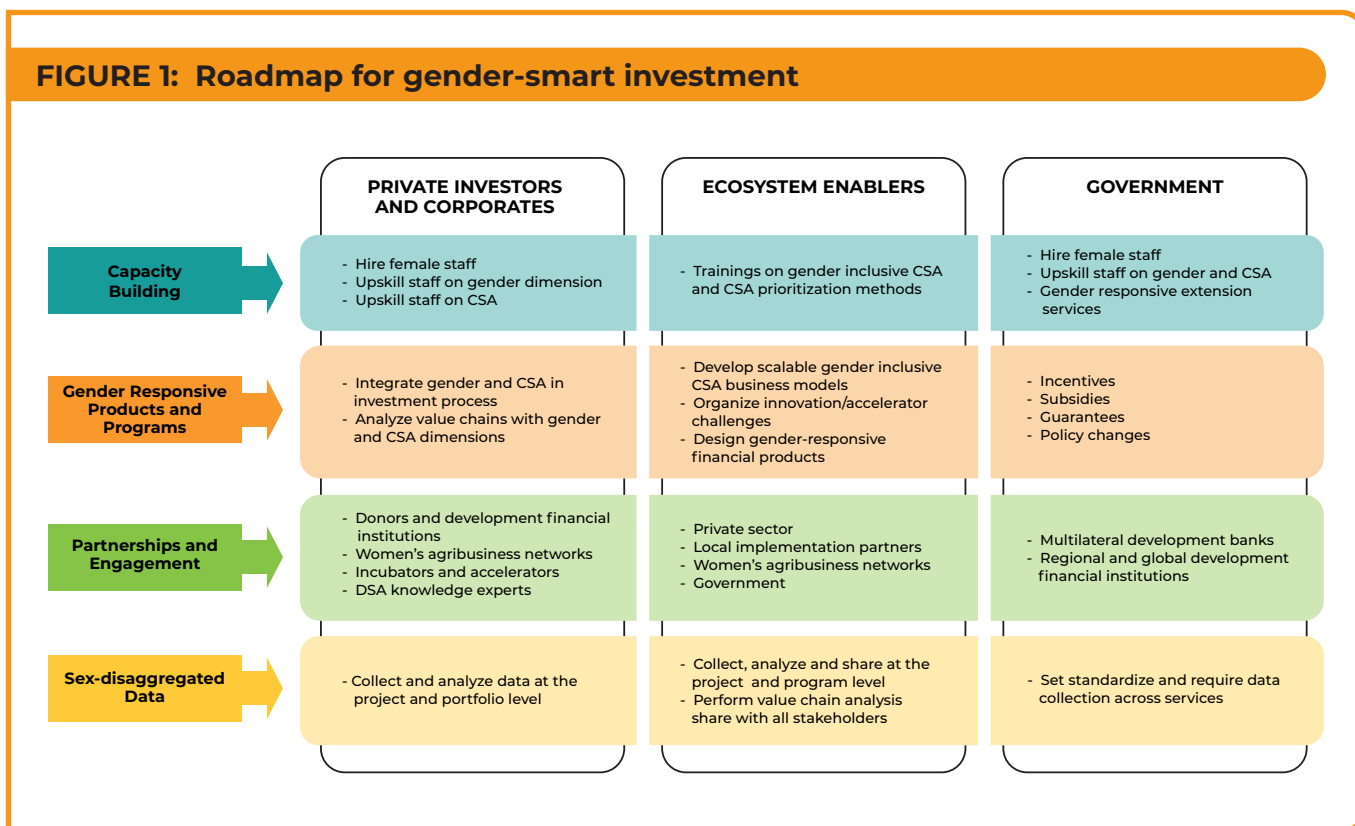 FIGURE 1: Roadmap for gender-smart investment
PRIVATE INVESTORS
AND CORPORATES
ECOSYSTEM ENABLERS
GOVERNMENT
Capacity
Building
- Hire female staff
- Upskill staff on gender dimension
- Upskill staff on CSA
- Trainings on gender inclusive CSA
and CSA prioritization methods
- Hire female staff
- Upskill staff on gender and CSA
- Gender responsive extension
services
Gender Responsive
Products and
Programs
- Integrate gender and CSA in
investment process
- Analyze value chains with gender
and CSA dimensions
- Develop scalable gender inclusive
CSA business models
- Organize innovation/accelerator
challenges
- Design gender-responsive
financial products
- Incentives
- Subsidies
- Guarantees
- Policy changes
Partnerships and
Engagement
- Donors and development financial
institutions
- Women's agribusiness networks
- Incubators and accelerators
- DSA knowledge experts
- Private sector
- Local implementation partners
- Women's agribusiness networks
- Government
- Multilateral development banks
- Regional and global development
financial institutions
Sex-disaggregated
Data
- Collect and analyze data at the
project and portfolio level
- Collect, analyze and share at the
project and program level
- Perform value chain analysis
share with all stakeholders
- Set standardize and require data
collection across services